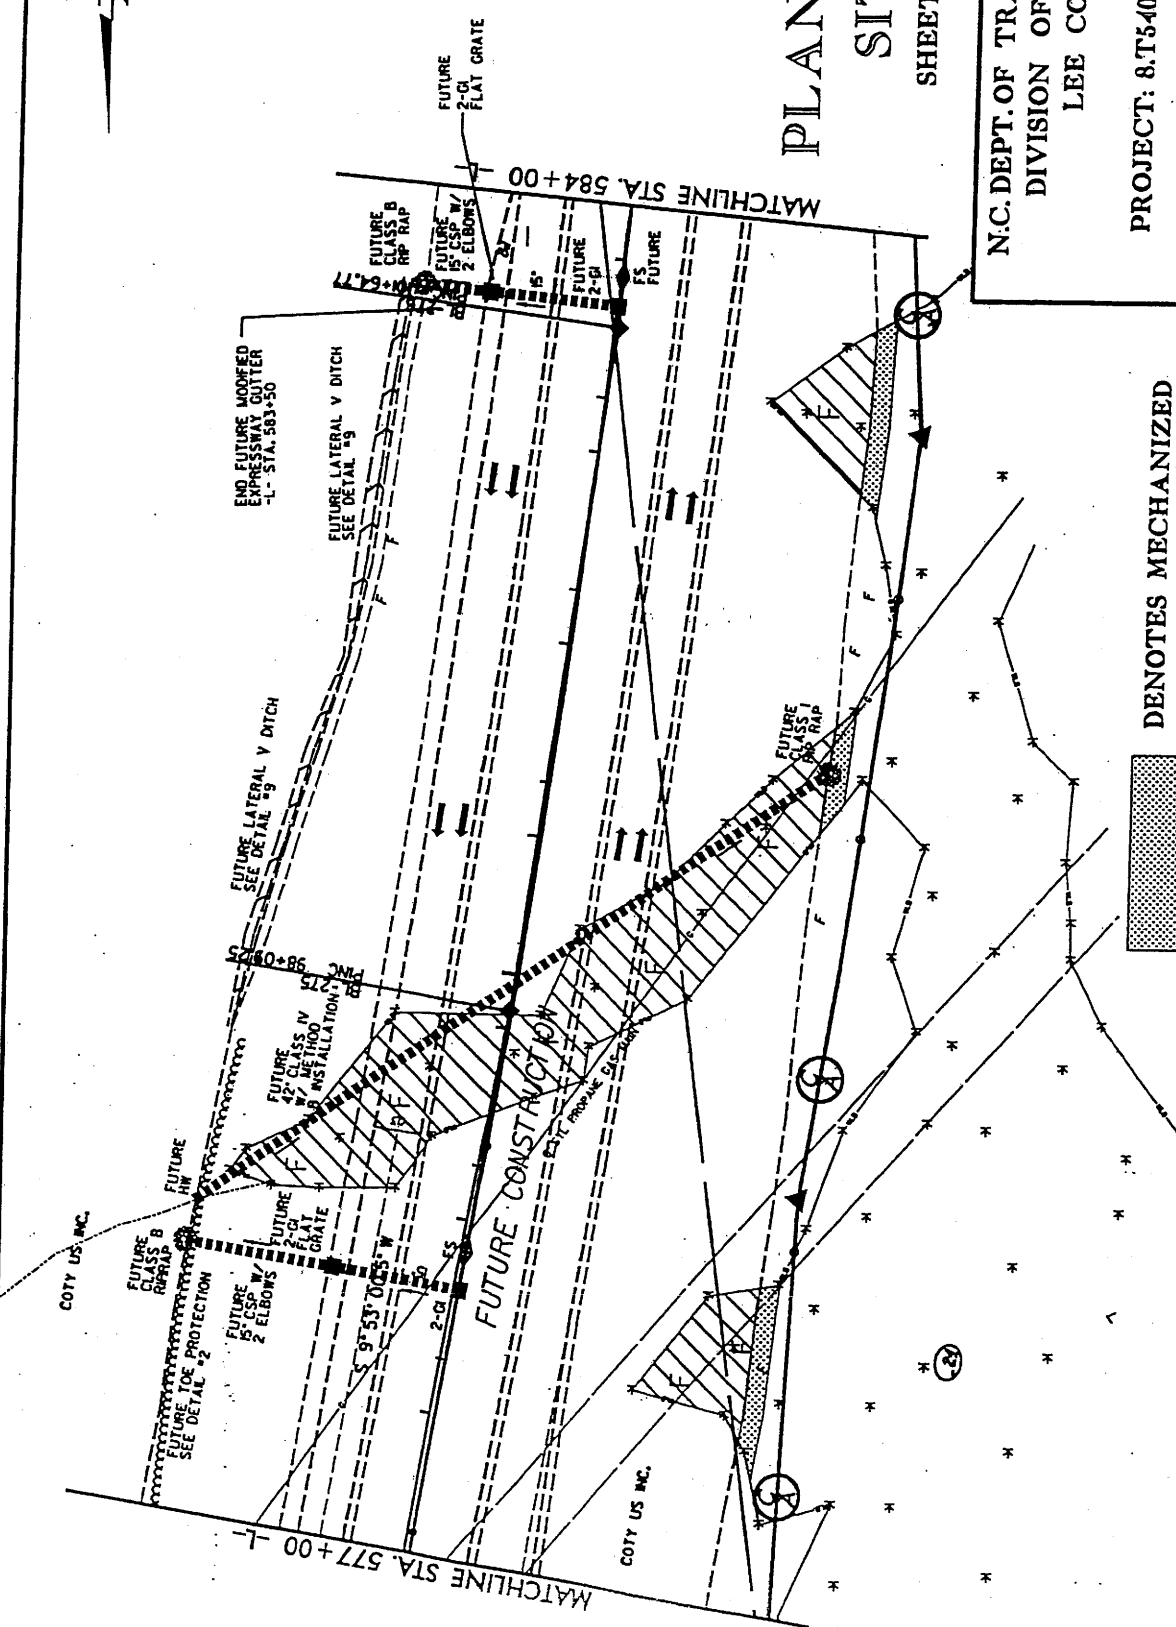 FUTURE
2-GI
FLAT GRATE
MATCHLINE STA. 584+00 -L-
FUTURE
CLASS B
RIP RAP
FUTURE
15" CSP W/
2 ELBOWS
15"
FUTURE
2-GI
FS
FUTURE
END FUTURE MODIFIED
EXPRESSWAY GUTTER
-L- STA. 583+50
FUTURE LATERAL V DITCH
SEE DETAIL #9
F
F
FUTURE LATERAL V DITCH
SEE DETAIL #9
FUTURE
CLASS I
RIP RAP
F
F
F
F
FUTURE
42" CLASS IV
W/ METHOD
B INSTALLATION
FUTURE
HW
COTY US INC.
FUTURE
CLASS B
RIPRAP
FUTURE
2-GI
FLAT
GRATE
FUTURE
15" CSP W/
2 ELBOWS
FUTURE TOE PROTECTION
SEE DETAIL #2
S 9° 53' 00.5" W
2-GI
FS
FUTURE CONSTRUCTION
COTY US INC.
MATCHLINE STA. 577+00 -L-
24
PLAN
SIT
SHEET
N.C. DEPT. OF TRA
DIVISION OF
LEE CO
PROJECT: 8.T540
DENOTES MECHANIZED